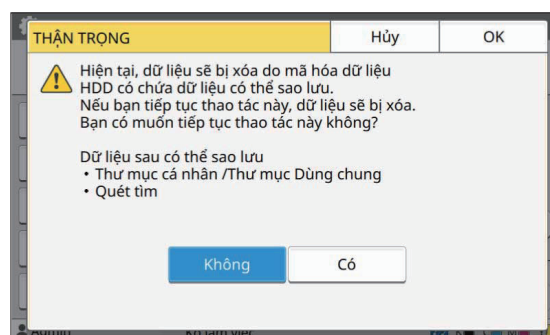 THẬN TRỌNG
Hủy
OK
Hiện tại, dữ liệu sẽ bị xóa do mã hóa dữ liệu
HDD có chứa dữ liệu có thể sao lưu.
Nếu bạn tiếp tục thao tác này, dữ liệu sẽ bị xóa.
Bạn có muốn tiếp tục thao tác này không?
Dữ liệu sau có thể sao lưu
• Thư mục cá nhân /Thư mục Dùng chung
• Quét tìm
Không
Có
Admin